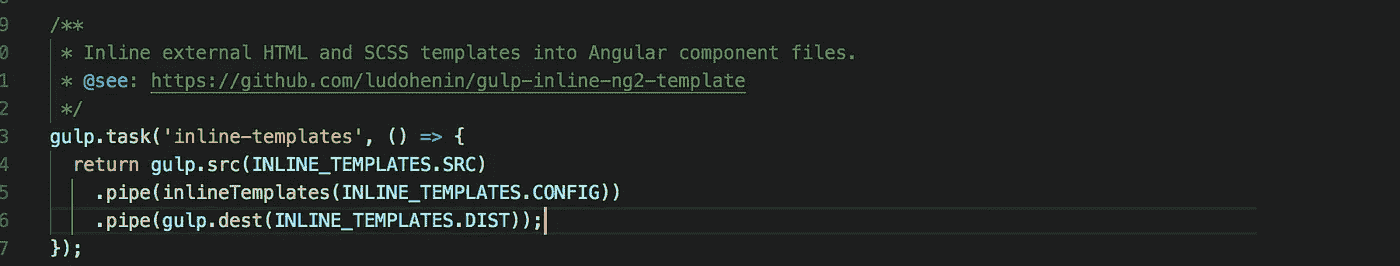 9 /**
0  * Inline external HTML and SCSS templates into Angular component files.
1  * @see: https://github.com/ludohenin/gulp-inline-ng2-template
2  */
3 gulp.task('inline-templates', () => {
4   return gulp.src(INLINE_TEMPLATES.SRC)
5     .pipe(inlineTemplates(INLINE_TEMPLATES.CONFIG))
6     .pipe(gulp.dest(INLINE_TEMPLATES.DIST));
7 });